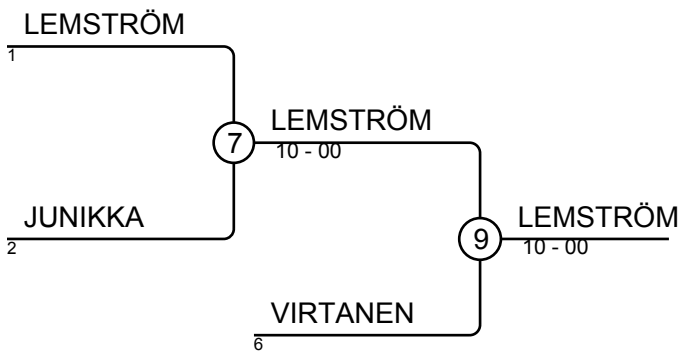 LEMSTRÖM
1
7
LEMSTRÖM
10 - 00
JUNIKKA
2
9
LEMSTRÖM
10 - 00
VIRTANEN
6